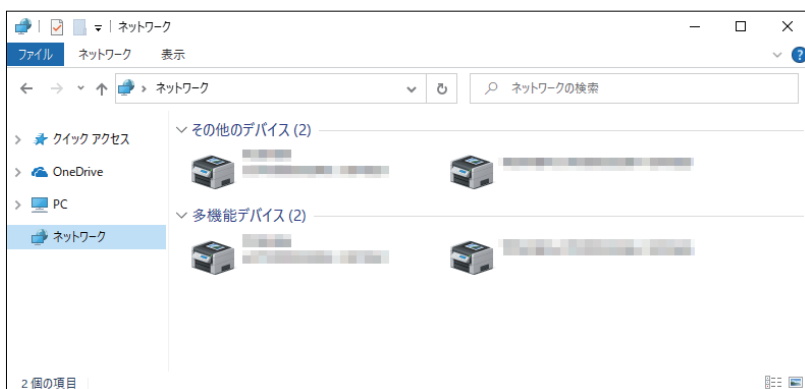 ネットワーク
ファイル ネットワーク 表示
ネットワーク ネットワークの検索
クイック アクセス
OneDrive
PC
ネットワーク
その他のデバイス (2)
多機能デバイス (2)
2 個の項目